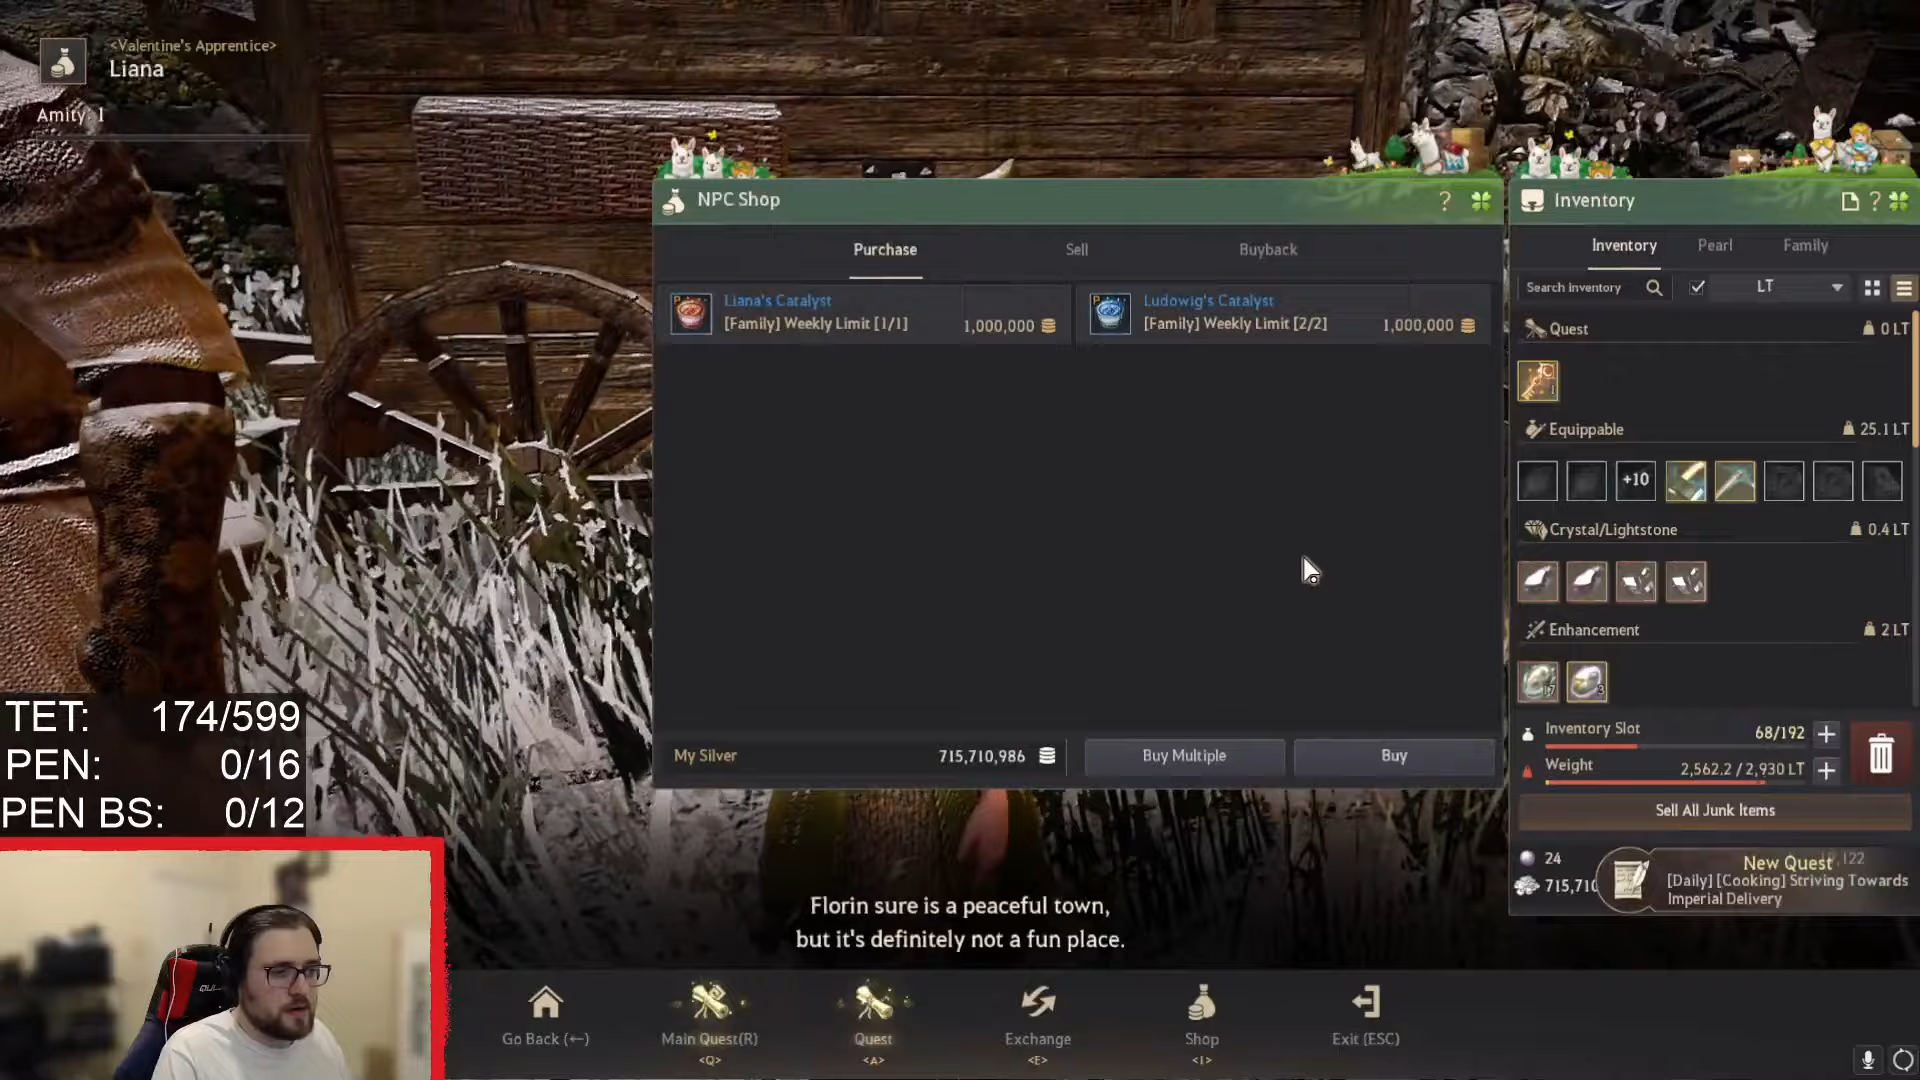 <Valentine's Apprentice>
Liana
Amity: 1
NPC Shop
?
Purchase
Sell
Buyback
Liana's Catalyst
[Family] Weekly Limit [1/1]
1,000,000
Ludowig's Catalyst
[Family] Weekly Limit [2/2]
1,000,000
My Silver
715,710,986
Buy Multiple
Buy
Inventory
?
Inventory
Pearl
Family
Search Inventory
LT
Quest
0 LT
1
Equippable
25.1 LT
+10
Crystal/Lightstone
0.4 LT
Enhancement
2 LT
17
3
Inventory Slot
68/192
Weight
2,562.2 / 2,930 LT
Sell All Junk Items
24
,122
715,710
New Quest
[Daily] [Cooking] Striving Towards
Imperial Delivery
TET: 174/599
PEN: 0/16
PEN BS: 0/12
Florin sure is a peaceful town,
but it's definitely not a fun place.
Go Back (←)
Main Quest(R)
<Q>
Quest
<A>
Exchange
<E>
Shop
<I>
Exit (ESC)